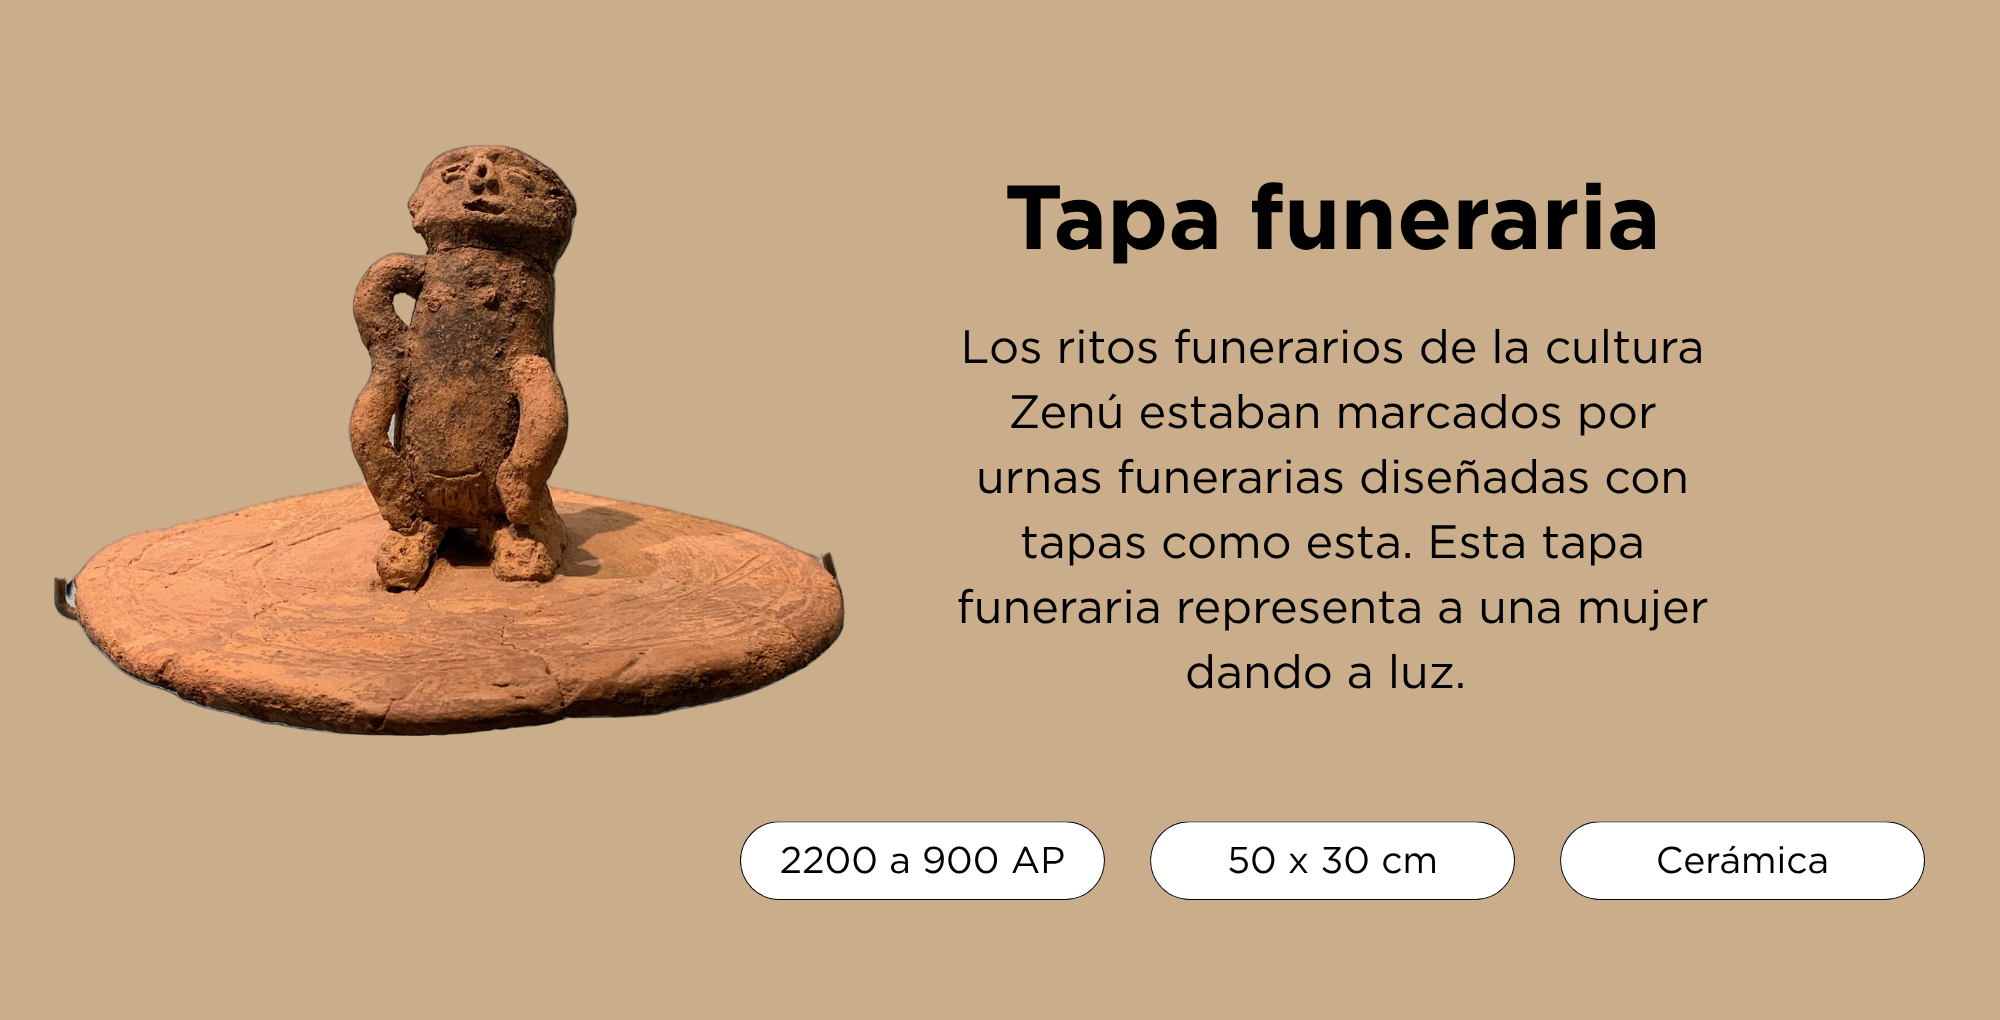 Tapa funeraria
Los ritos funerarios de la cultura
Zenú estaban marcados por
urnas funerarias diseñadas con
tapas como esta. Esta tapa
funeraria representa a una mujer
dando a luz.
2200 a 900 AP
50 x 30 cm
Cerámica